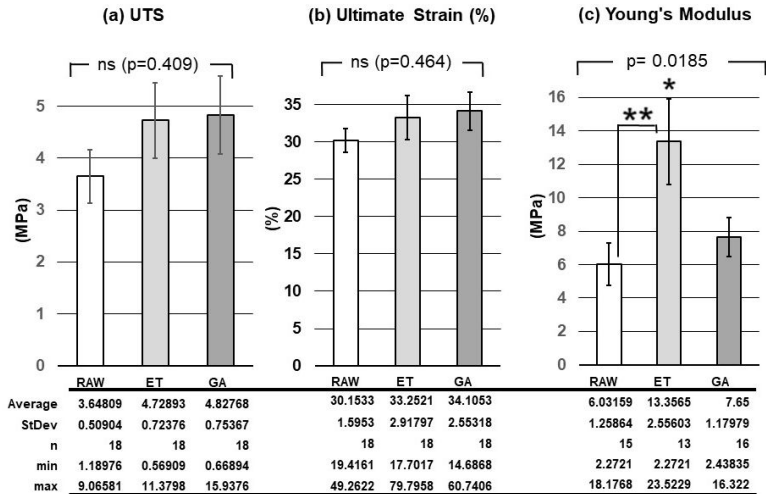 (a) UTS
(b) Ultimate Strain (%)
(c) Young's Modulus
ns (p=0.409)
ns (p=0.464)
p= 0.0185
5
4
3
2
1
0
(MPa)
35
30
25
20
15
10
5
0
(%)
16
14
12
10
8
6
4
2
0
(MPa)
**
*
RAW ET GA RAW ET GA RAW ET GA
Average 3.64809 4.72893 4.82768 30.1533 33.2521 34.1053 6.03159 13.3565 7.65
StDev 0.50904 0.72376 0.75367 1.5953 2.91797 2.55318 1.25864 2.55603 1.17979
n 18 18 18 18 18 18 15 13 16
min 1.18976 0.56909 0.66894 19.4161 17.7017 14.6868 2.2721 2.2721 2.43835
max 9.06581 11.3798 15.9376 49.2622 79.7958 60.7406 18.1768 23.5229 16.322